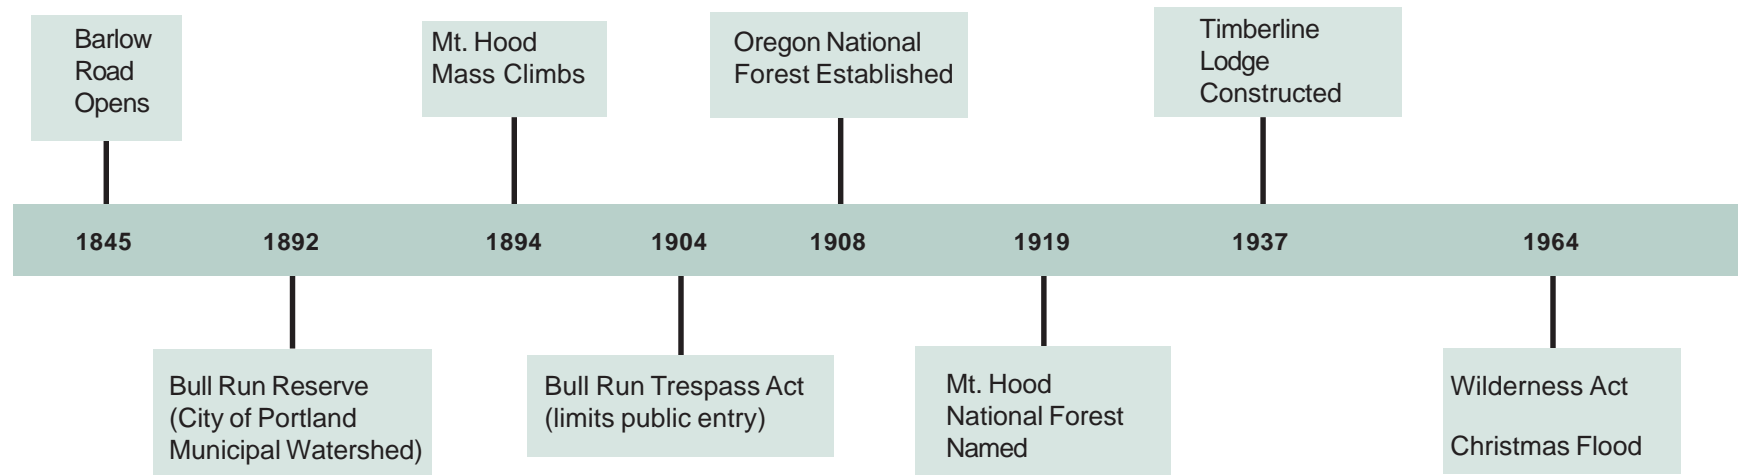 Barlow
Road
Opens
Mt. Hood
Mass Climbs
Oregon National
Forest Established
Timberline
Lodge
Constructed
1845
1892
1894
1904
1908
1919
1937
1964
Bull Run Reserve
(City of Portland
Municipal Watershed)
Bull Run Trespass Act
(limits public entry)
Mt. Hood
National Forest
Named
Wilderness Act
Christmas Flood